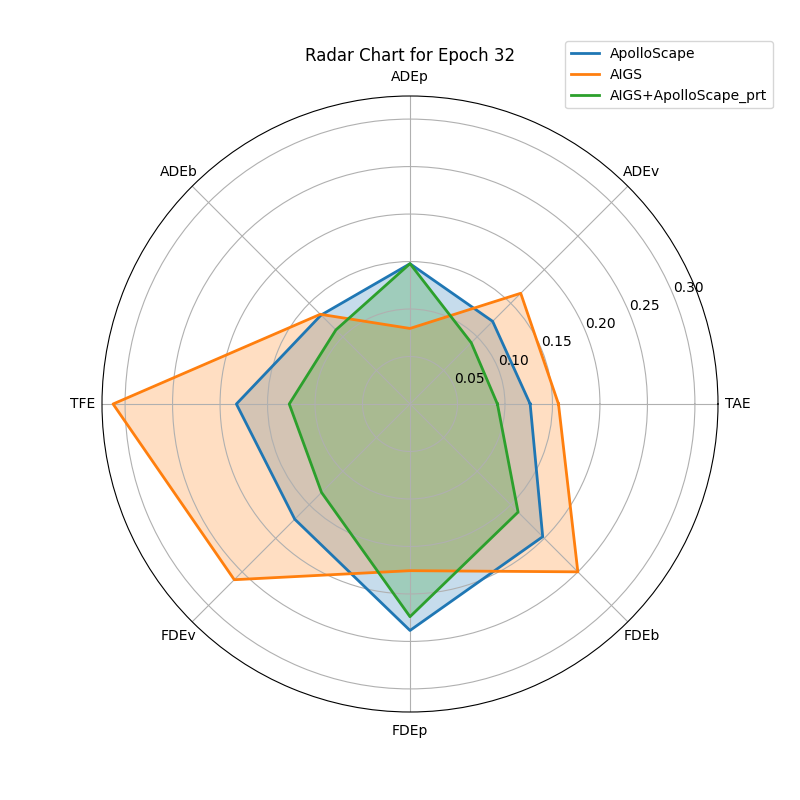 Radar Chart for Epoch 32
ApolloScape
AIGS
AIGS+ApolloScape_prt
ADEp
ADEb
ADEv
0.30
0.25
0.20
0.15
0.10
0.05
TFE
TAE
FDEv
FDEb
FDEp